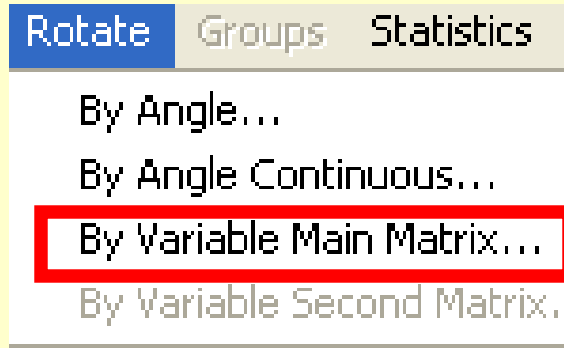 Rotate Groups Statistics
By Angle...
By Angle Continuous...
By Variable Main Matrix...
By Variable Second Matrix.